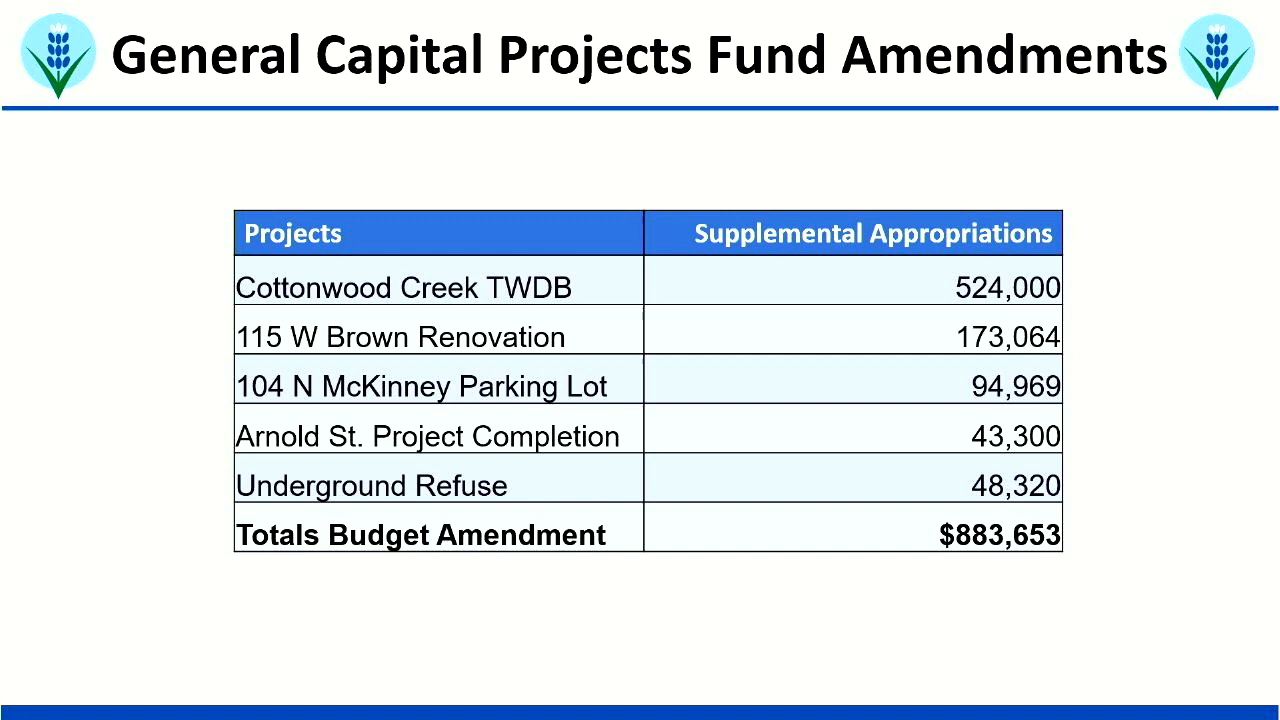 General Capital Projects Fund Amendments
Projects Supplemental Appropriations
Cottonwood Creek TWDB 524,000
115 W Brown Renovation 173,064
104 N McKinney Parking Lot 94,969
Arnold St. Project Completion 43,300
Underground Refuse 48,320
Totals Budget Amendment $883,653